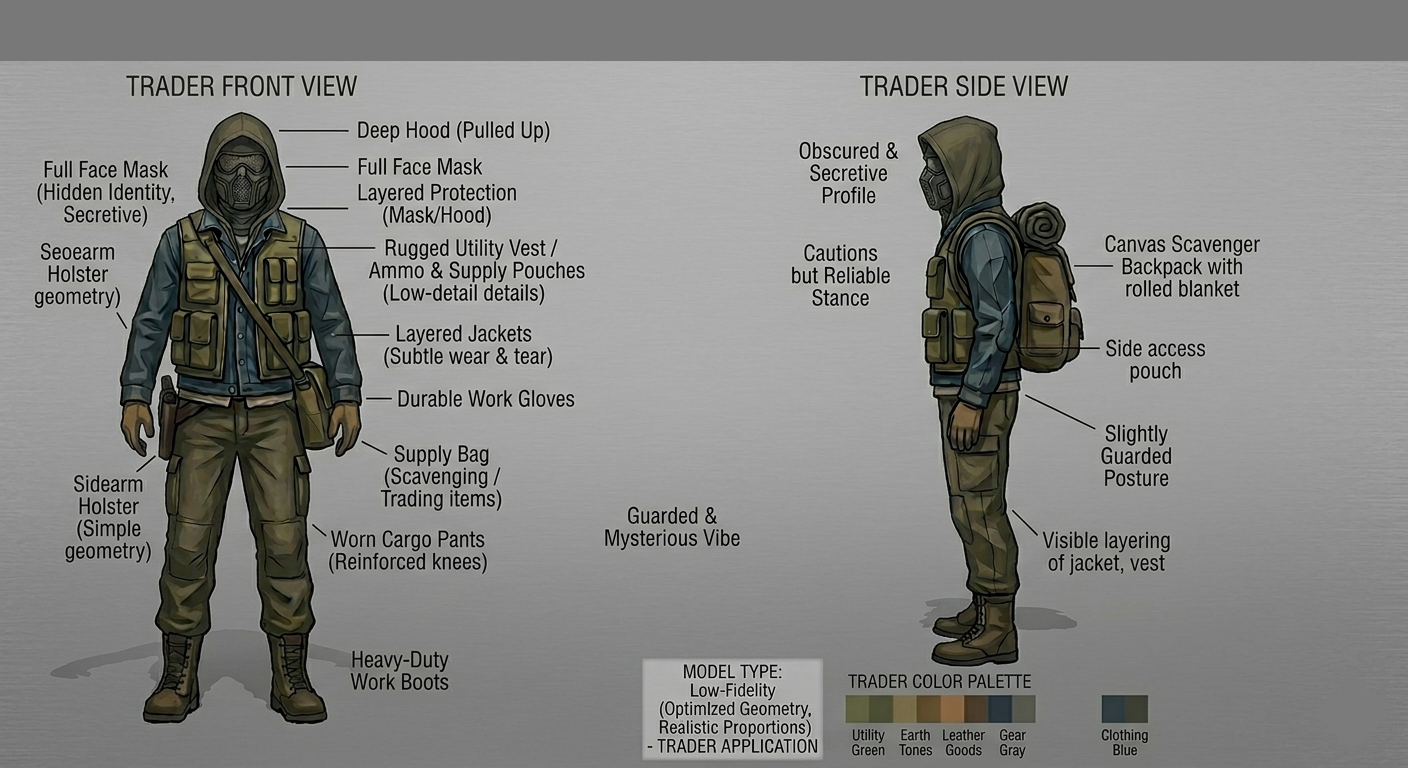 TRADER FRONT VIEW
Deep Hood (Pulled Up)
Full Face Mask
(Hidden Identity,
Secretive)
Full Face Mask
Layered Protection
(Mask/Hood)
Seoearm
Holster
geometry)
Rugged Utility Vest /
Ammo & Supply Pouches
(Low-detail details)
Layered Jackets
(Subtle wear & tear)
Durable Work Gloves
Supply Bag
(Scavenging /
Trading items)
Sidearm
Holster
(Simple
geometry)
Worn Cargo Pants
(Reinforced knees)
Heavy-Duty
Work Boots
Guarded &
Mysterious Vibe
TRADER SIDE VIEW
Obscured &
Secretive
Profile
Cautions
but Reliable
Stance
Canvas Scavenger
Backpack with
rolled blanket
Side access
pouch
Slightly
Guarded
Posture
Visible layering
of jacket, vest
MODEL TYPE:
Low-Fidelity
(OptimIzed Geometry,
Realistic Proportions)
- TRADER APPLICATION
TRADER COLOR PALETTE
Utility
Green
Earth
Tones
Leather
Goods
Gear
Gray
Clothing
Blue